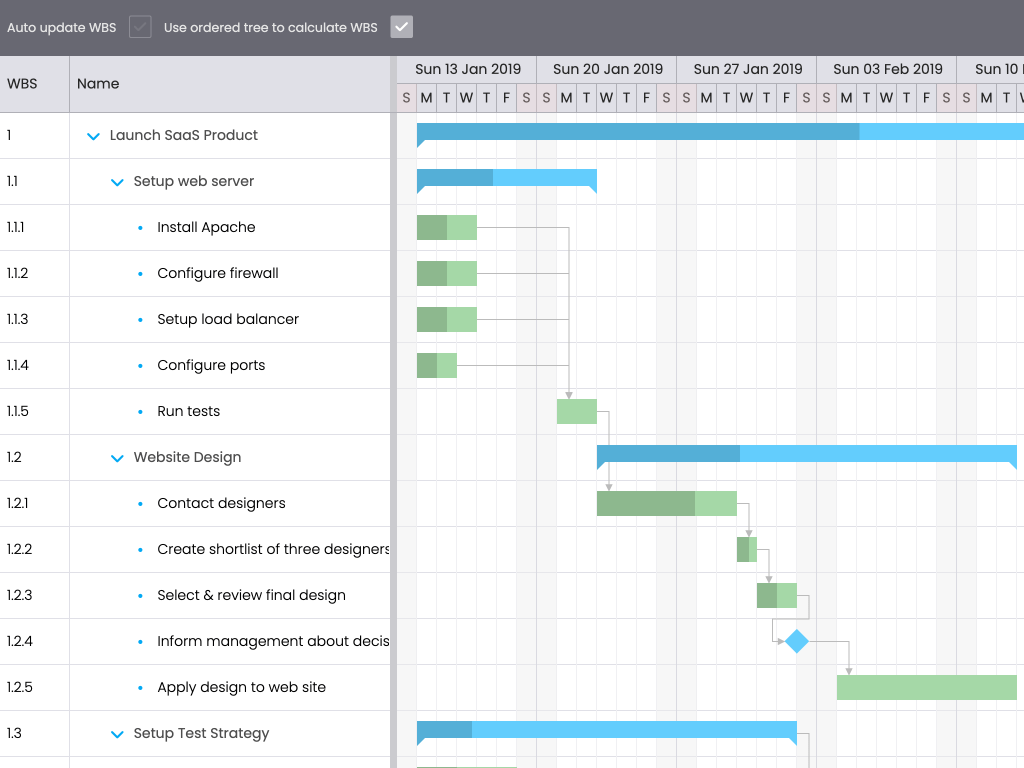 Auto update WBS Use ordered tree to calculate WBS
WBS Name Sun 13 Jan 2019 Sun 20 Jan 2019 Sun 27 Jan 2019 Sun 03 Feb 2019 Sun 10
S M T W T F S S M T W T F S S M T W T F S S M T W T F S S M T
1 Launch SaaS Product
1.1 Setup web server
1.1.1 • Install Apache
1.1.2 • Configure firewall
1.1.3 • Setup load balancer
1.1.4 • Configure ports
1.1.5 • Run tests
1.2 Website Design
1.2.1 • Contact designers
1.2.2 • Create shortlist of three designers
1.2.3 • Select & review final design
1.2.4 • Inform management about decis
1.2.5 • Apply design to web site
1.3 Setup Test Strategy